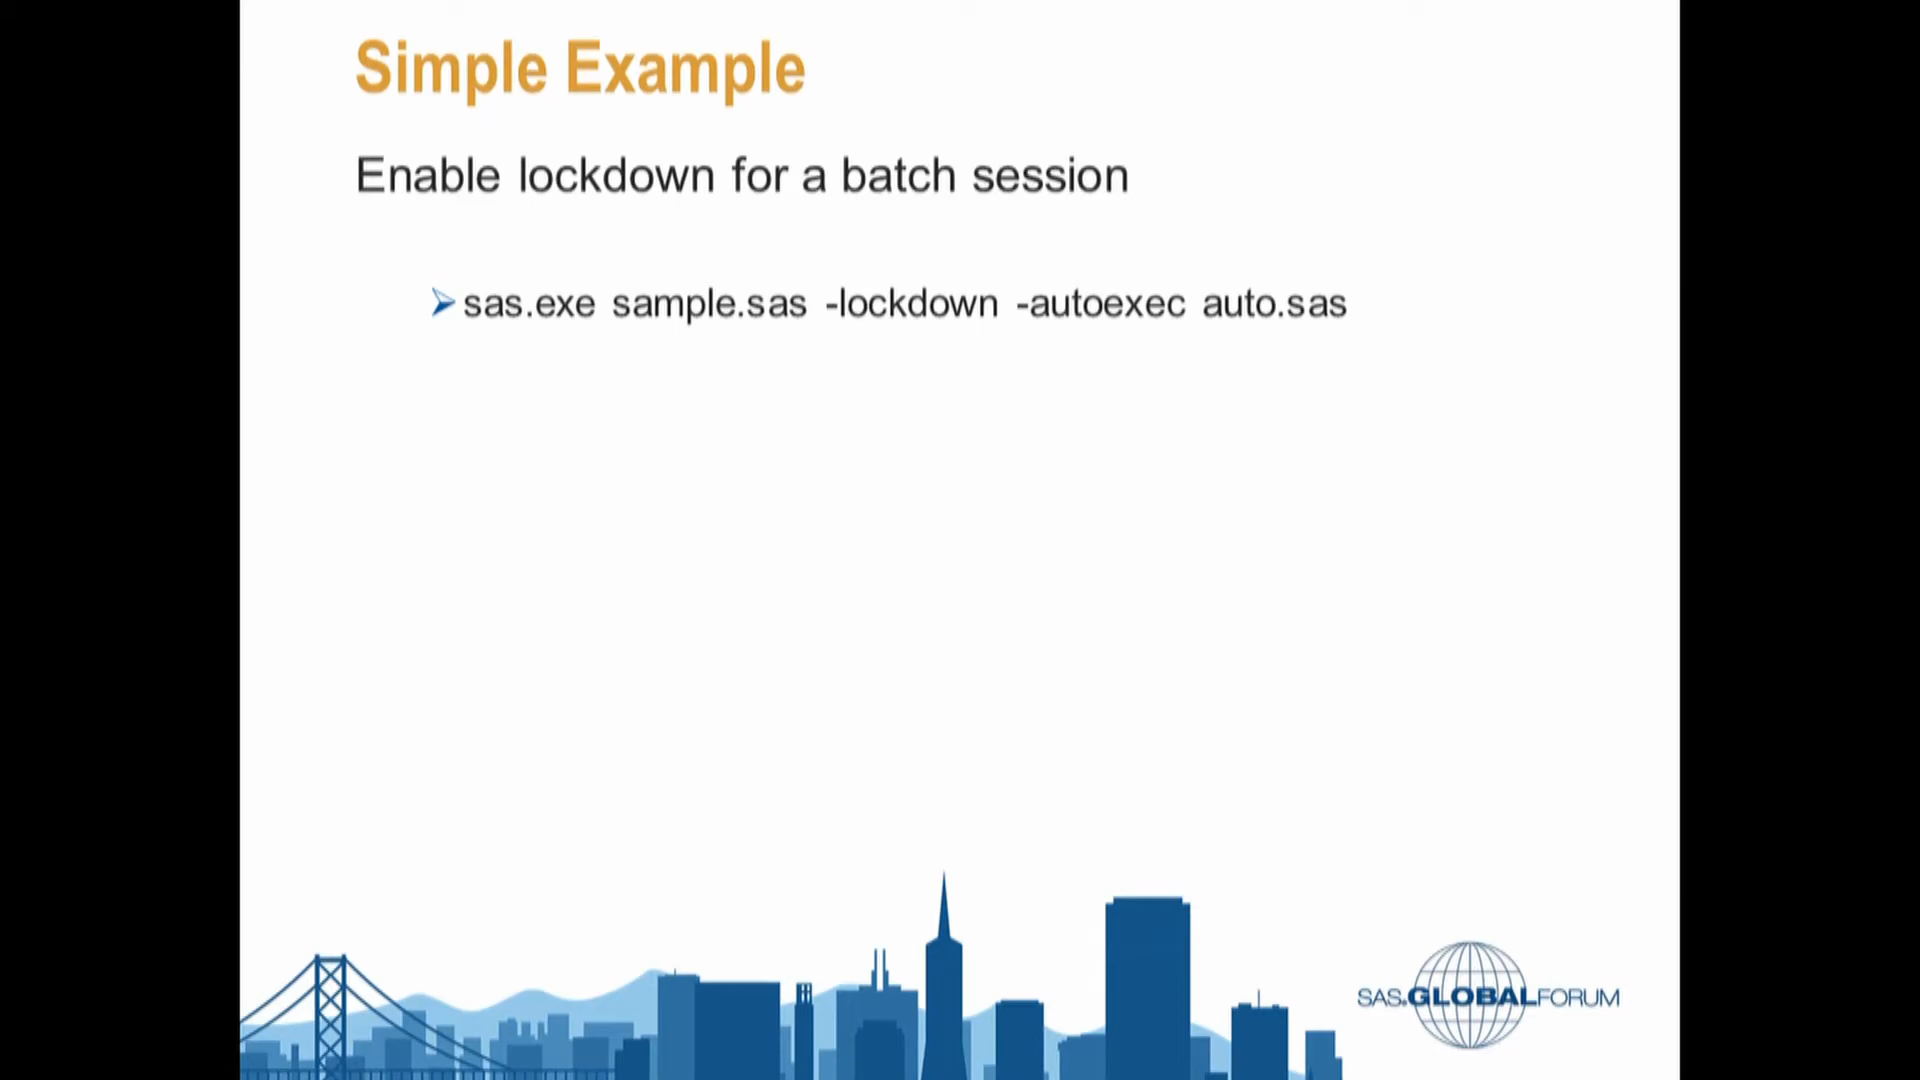 Simple Example
Enable lockdown for a batch session
sas.exe sample.sas -lockdown -autoexec auto.sas
SAS. GLOBAL FORUM